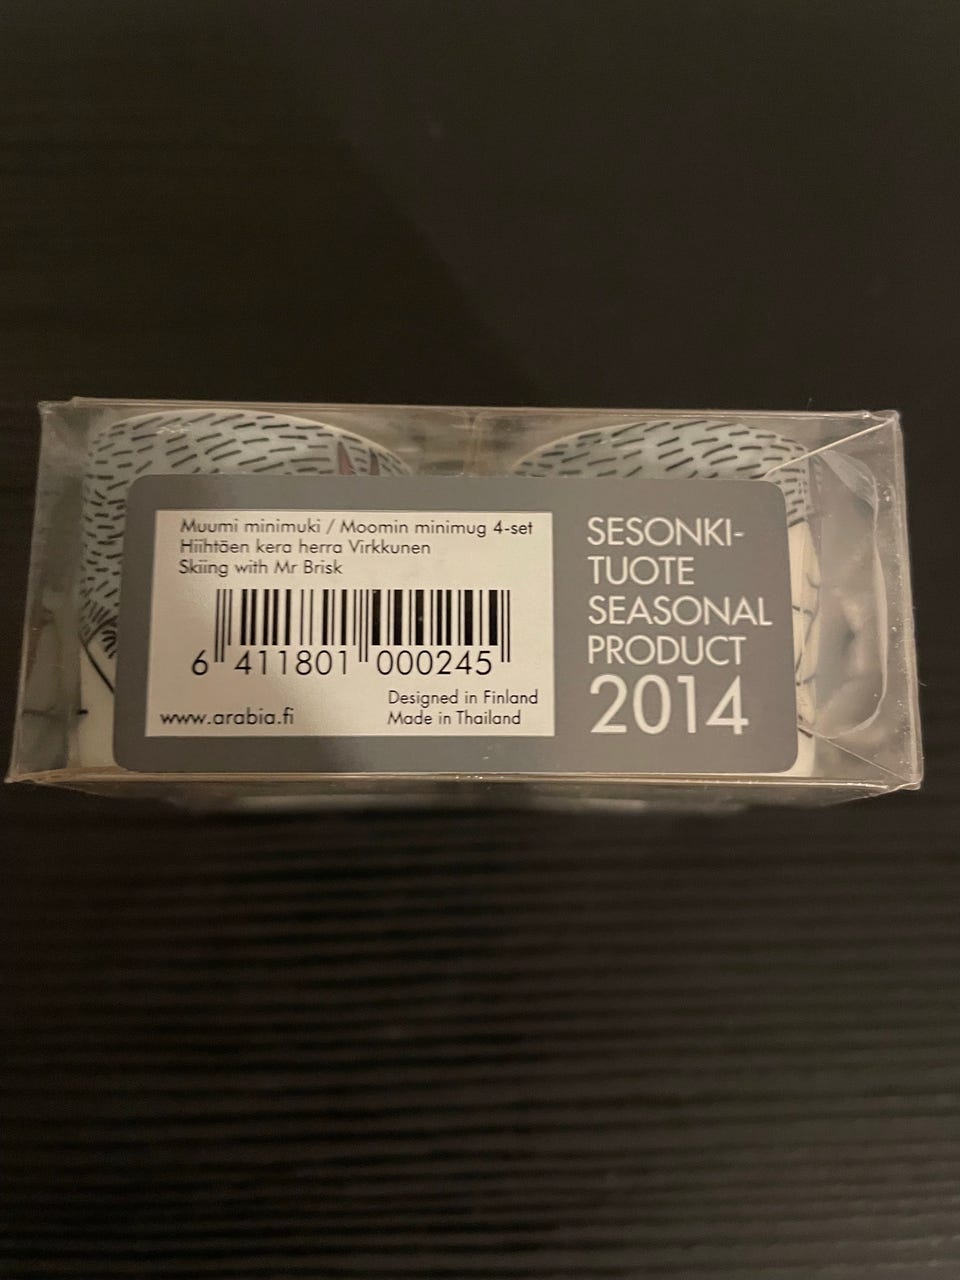 Muumi minimuki / Moomin minimug 4-set
Hiihtäen kera herra Virkkunen
Skiing with Mr Brisk
6 411801 000245
Designed in Finland
www.arabia.fi Made in Thailand
SESONKI-
TUOTE
SEASONAL
PRODUCT
2014